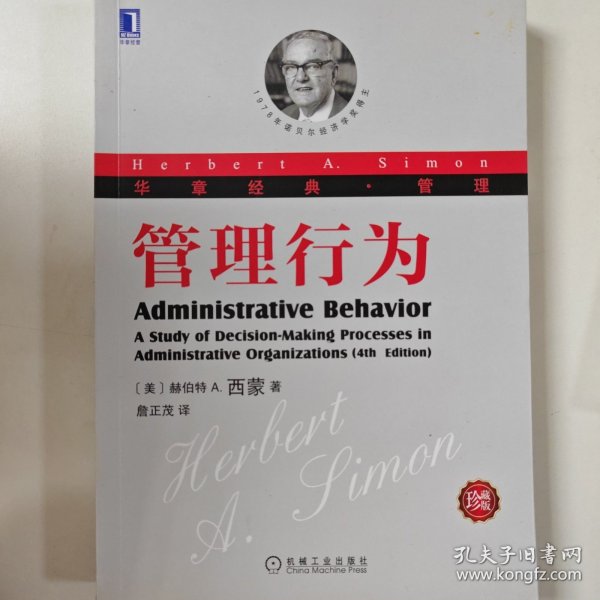 HZ Books
华章经管
1978年诺贝尔经济学奖得主
Herbert A. Simon
华章经典·管理
管理行为
Administrative Behavior
A Study of Decision-Making Processes in
Administrative Organizations (4th Edition)
〔美〕赫伯特 A. 西蒙 著
詹正茂 译
Herbert
A. Simon
珍藏版
机械工业出版社
China Machine Press
孔夫子旧书网
www.kongfz.com